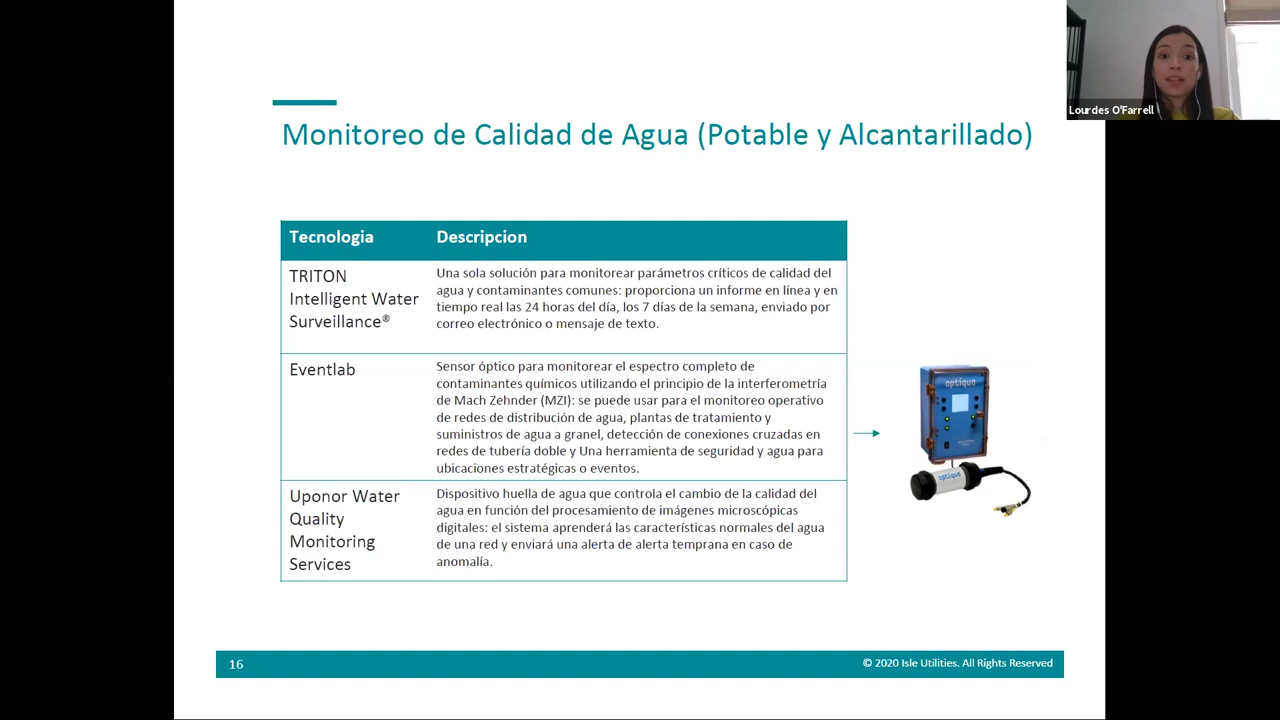 Lourdes O'Farrell
Monitoreo de Calidad de Agua (Potable y Alcantarillado)
Tecnologia
Descripcion
TRITON
Intelligent Water
Surveillance®
Una sola solución para monitorear parámetros críticos de calidad del
agua y contaminantes comunes: proporciona un informe en línea y en
tiempo real las 24 horas del día, los 7 días de la semana, enviado por
correo electrónico o mensaje de texto.
Eventlab
Sensor óptico para monitorear el espectro completo de
contaminantes químicos utilizando el principio de la interferometría
de Mach Zehnder (MZI): se puede usar para el monitoreo operativo
de redes de distribución de agua, plantas de tratamiento y
suministros de agua a granel, detección de conexiones cruzadas en
redes de tubería doble y Una herramienta de seguridad y agua para
ubicaciones estratégicas o eventos.
optiqua
optiqua
Uponor Water
Quality
Monitoring
Services
Dispositivo huella de agua que controla el cambio de la calidad del
agua en función del procesamiento de imágenes microscópicas
digitales: el sistema aprenderá las características normales del agua
de una red y enviará una alerta de alerta temprana en caso de
anomalía.
16
© 2020 Isle Utilities. All Rights Reserved